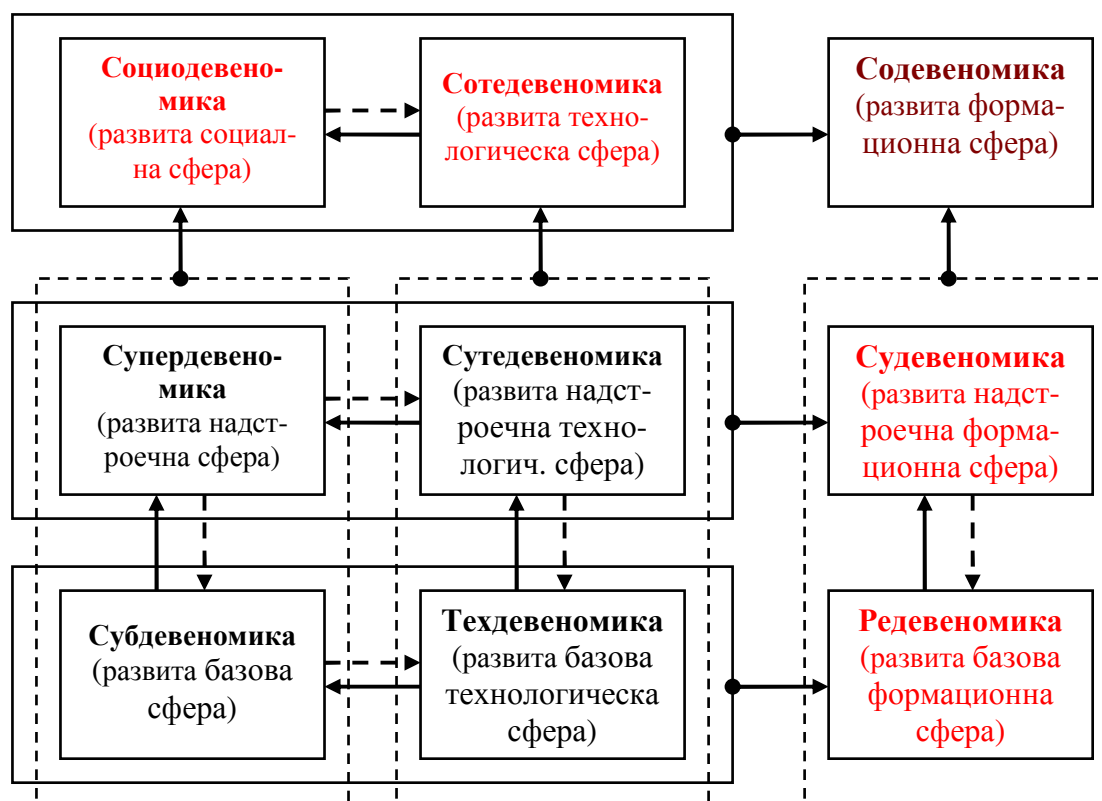 Социодевено-
мика
(развита социал-
на сфера)
Сотедевеномика
(развита техно-
логическа сфера)
Содевеномика
(развита форма-
ционна сфера)
Супердевено-
мика
(развита надст-
роечна сфера)
Сутедевеномика
(развита надст-
роечна техно-
логич. сфера)
Судевеномика
(развита надст-
роечна форма-
ционна сфера)
Субдевеномика
(развита базова
сфера)
Техдевеномика
(развита базова
технологическа
сфера)
Редевеномика
(развита базова
формационна
сфера)